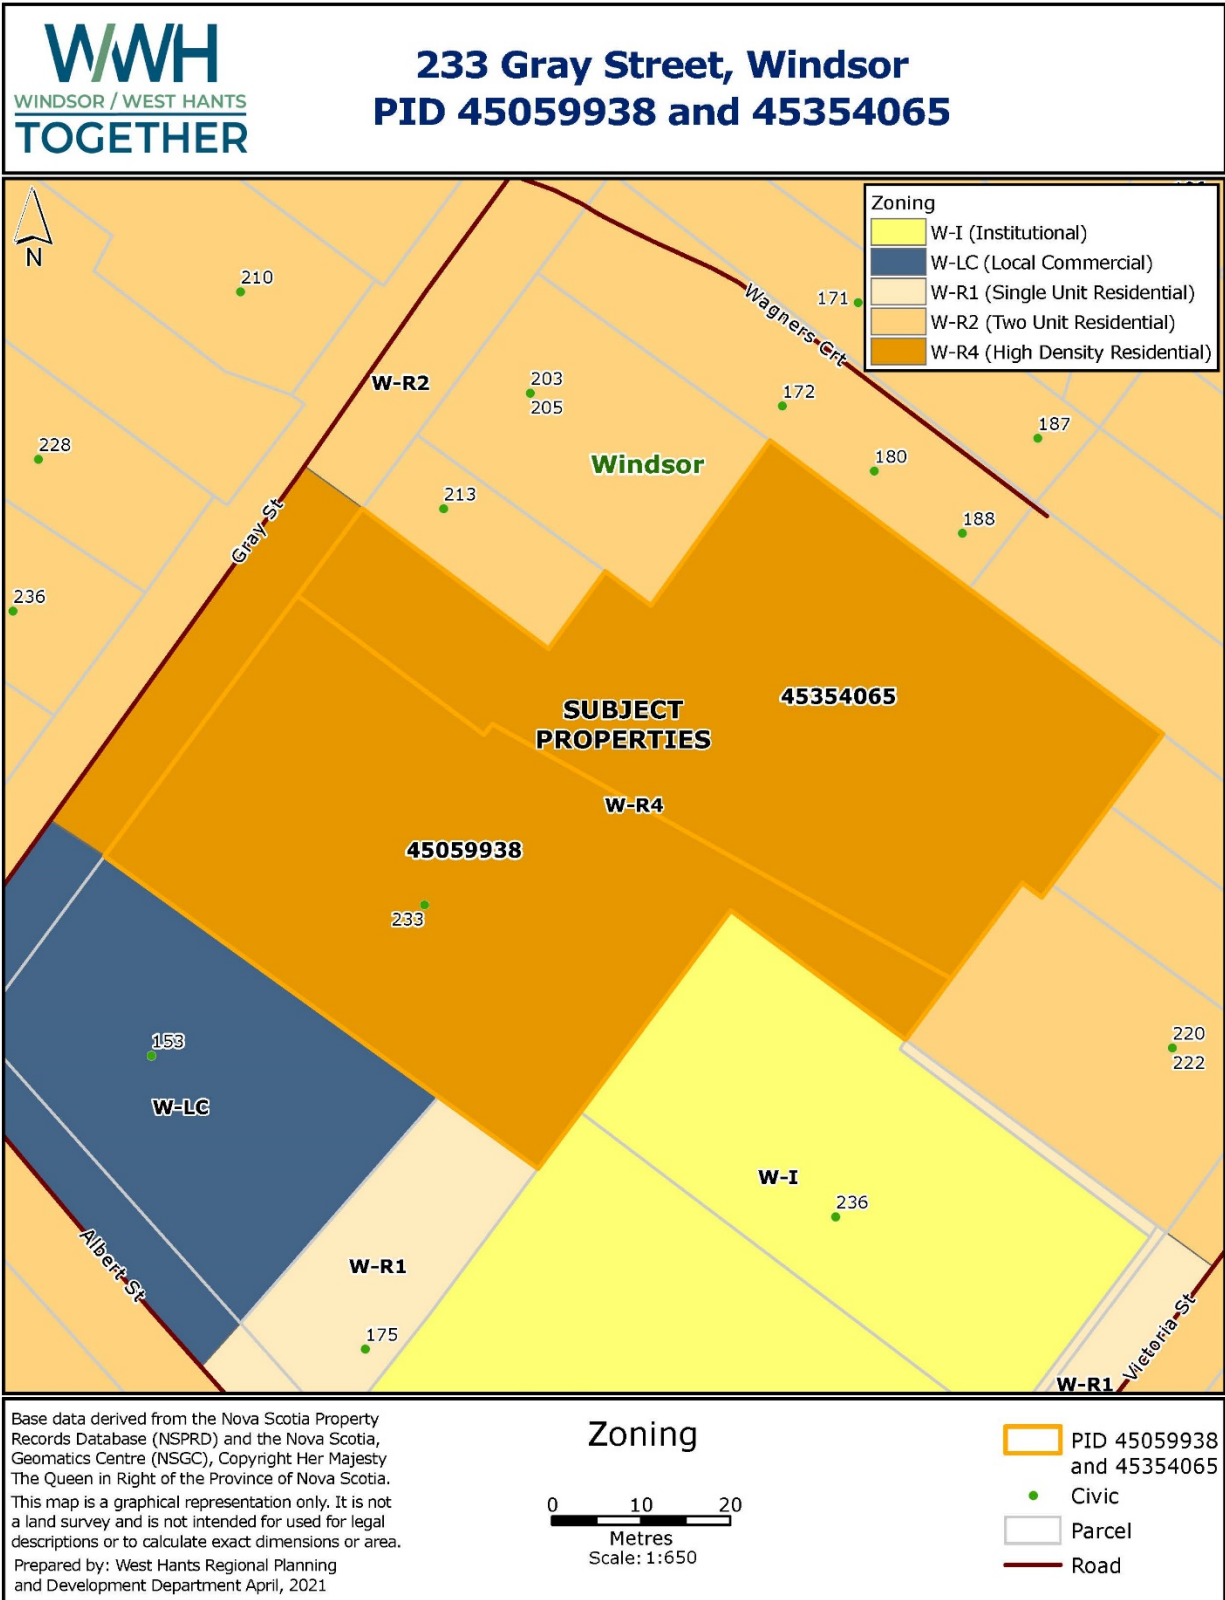 WWH
WINDSOR / WEST HANTS
TOGETHER
233 Gray Street, Windsor
PID 45059938 and 45354065
N
Zoning
W-I (Institutional)
W-LC (Local Commercial)
W-R1 (Single Unit Residential)
W-R2 (Two Unit Residential)
W-R4 (High Density Residential)
210
171
Wagners Crt
W-R2
203
205
172
187
228
Windsor
180
213
188
Gray St
236
45354065
SUBJECT
PROPERTIES
W-R4
45059938
233
153
220
222
W-LC
W-I
236
Albert St
W-R1
175
Victoria St
W-R1
Base data derived from the Nova Scotia Property
Records Database (NSPRD) and the Nova Scotia,
Geomatics Centre (NSGC), Copyright Her Majesty
The Queen in Right of the Province of Nova Scotia.
This map is a graphical representation only. It is not
a land survey and is not intended for used for legal
descriptions or to calculate exact dimensions or area.
Prepared by: West Hants Regional Planning
and Development Department April, 2021
Zoning
0 10 20
Metres
Scale: 1:650
PID 45059938
and 45354065
Civic
Parcel
Road